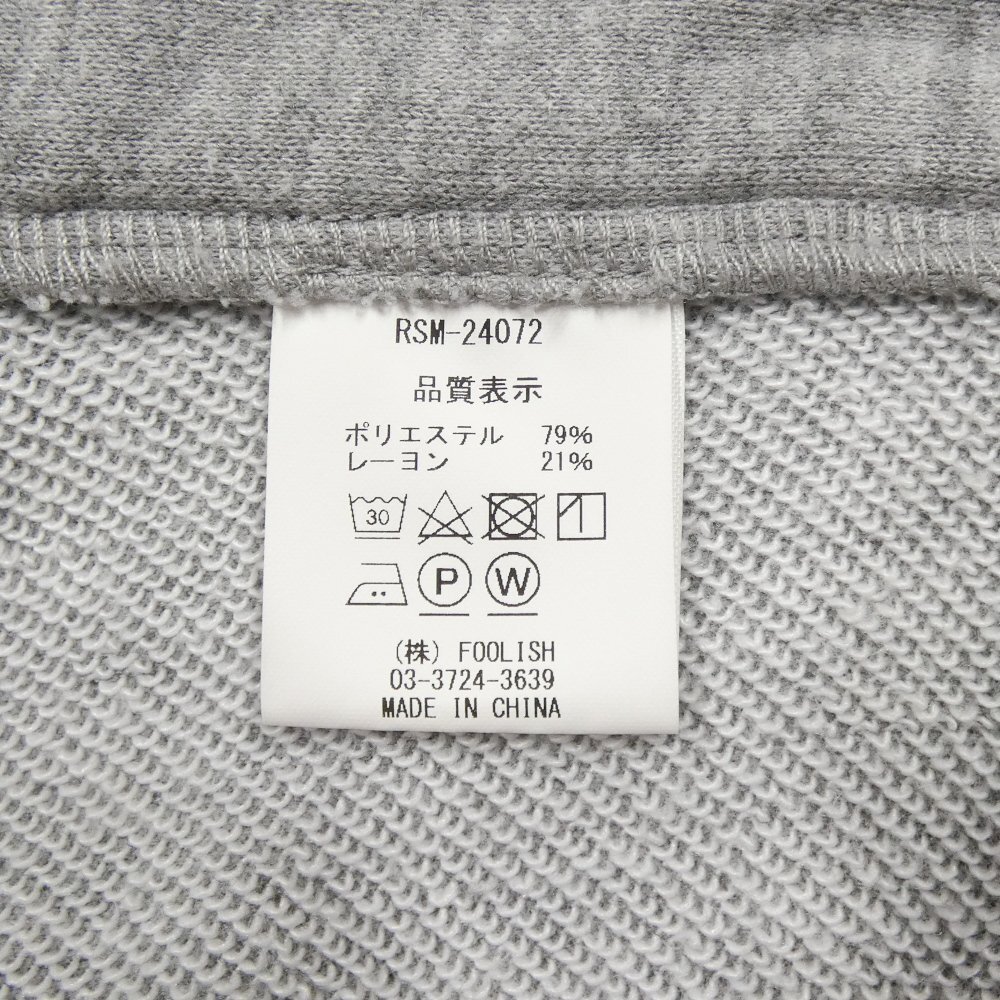 RSM-24072
品質表示
ポリエステル 79%
レーヨン 21%
30
P W
(株) FOOLISH
03-3724-3639
MADE IN CHINA